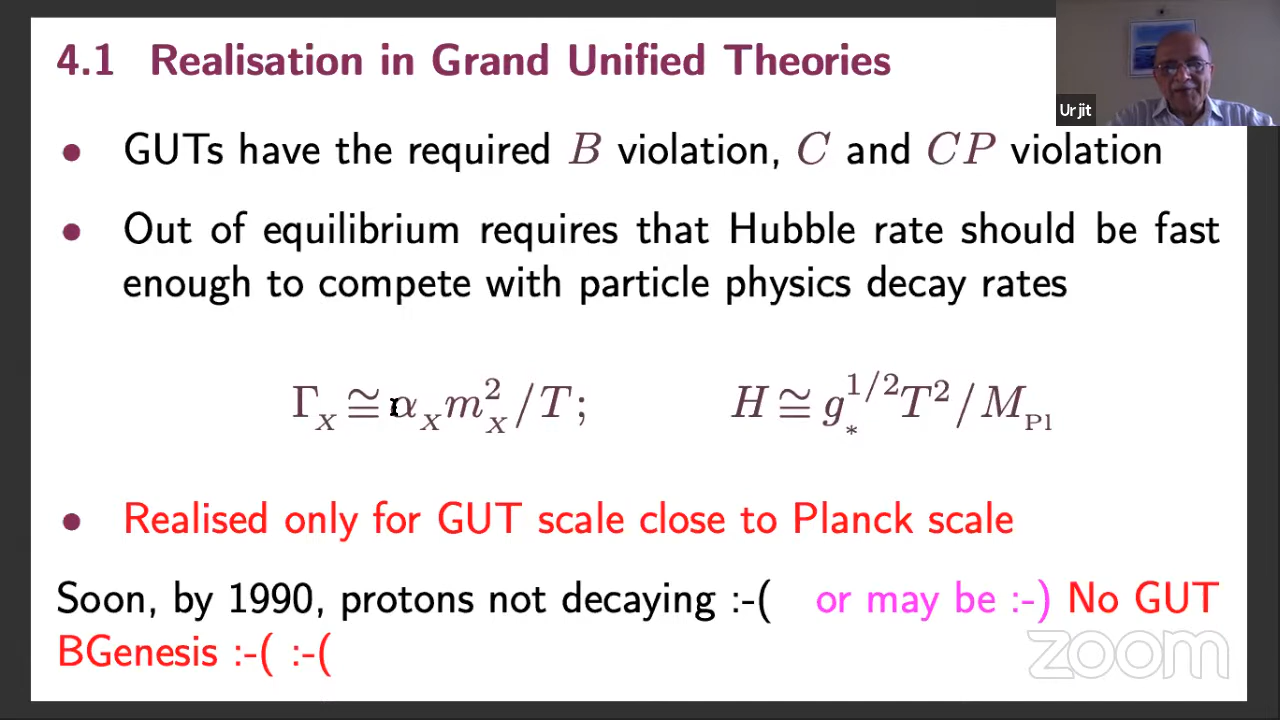 4.1 Realisation in Grand Unified Theories
Urjit
• GUTs have the required B violation, C and CP violation
• Out of equilibrium requires that Hubble rate should be fast
enough to compete with particle physics decay rates
Γ_X ≅ α_X m_X^2 / T ; H ≅ g_*^{1/2} T^2 / M_Pl
• Realised only for GUT scale close to Planck scale
Soon, by 1990, protons not decaying :-( or may be :-) No GUT
BGenesis :-( :-(
zoom